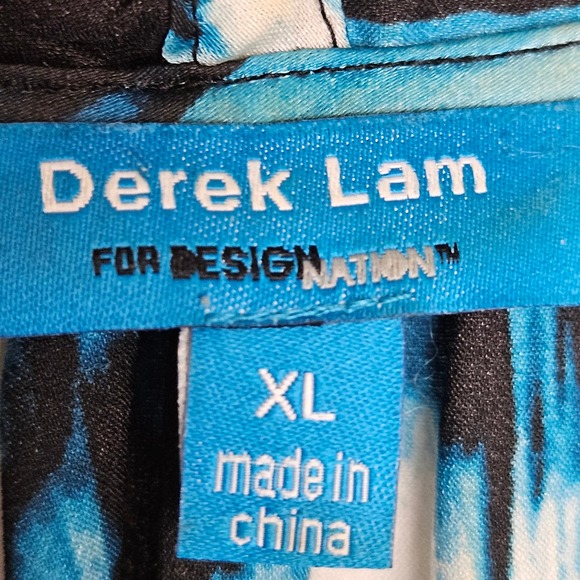 Derek Lam
FOR DESIGNNATION™
XL
made in
china